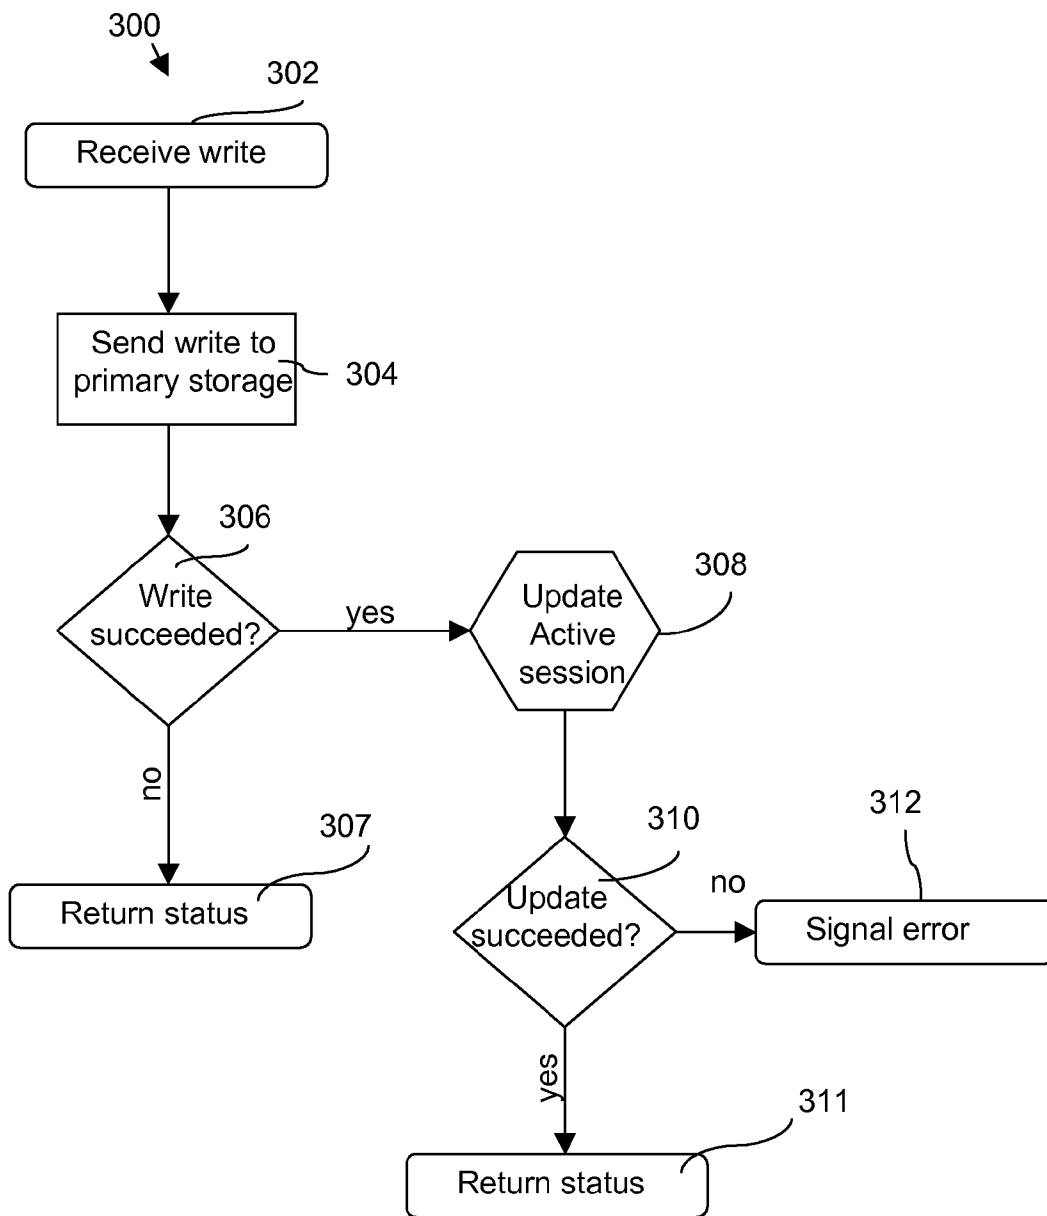 300
302
Receive write
Send write to
primary storage
304
306
Write
succeeded?
yes
Update
Active
session
308
no
307
Return status
310
Update
succeeded?
no
312
Signal error
yes
311
Return status